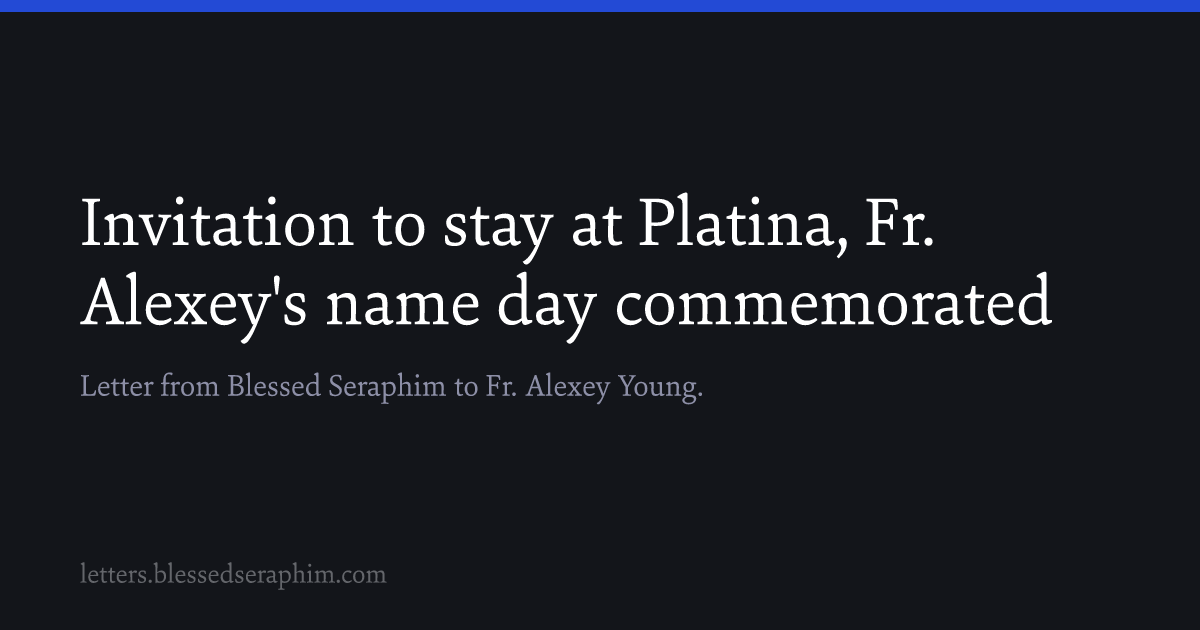 Invitation to stay at Platina, Fr.
Alexey's name day commemorated
Letter from Blessed Seraphim to Fr. Alexey Young.
letters.blessedseraphim.com